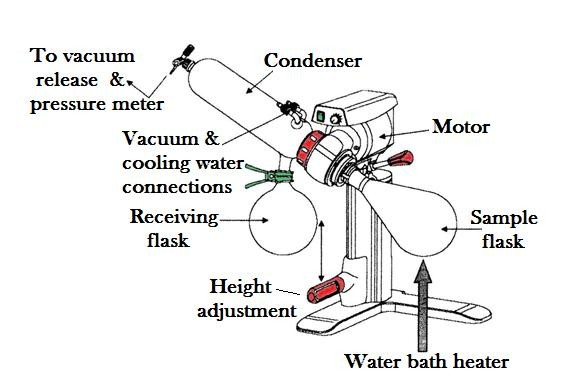 To vacuum
release &
pressure meter
Condenser
Vacuum &
cooling water
connections
Motor
Receiving
flask
Sample
flask
Height
adjustment
Water bath heater